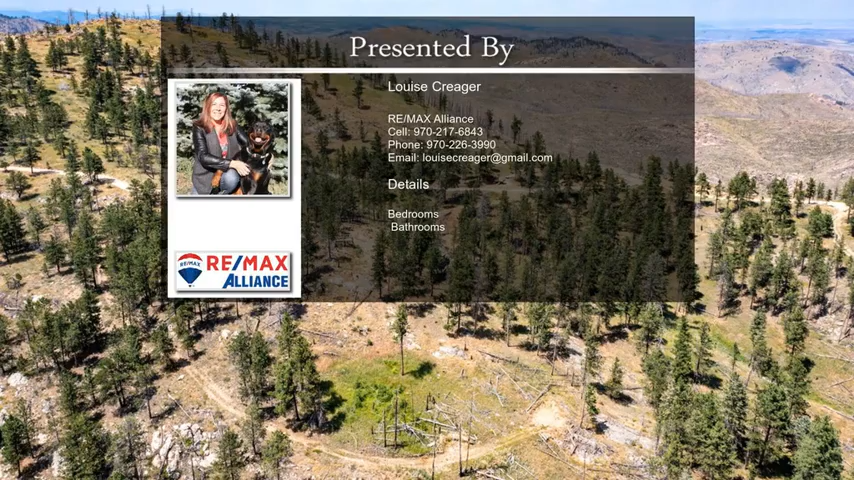 Presented By
Louise Creager
RE/MAX Alliance
Cell: 970-217-6843
Phone: 970-226-3990
Email: louisecreager@gmail.com
Details
Bedrooms
Bathrooms
RE/MAX
RE/MAX
ALLIANCE